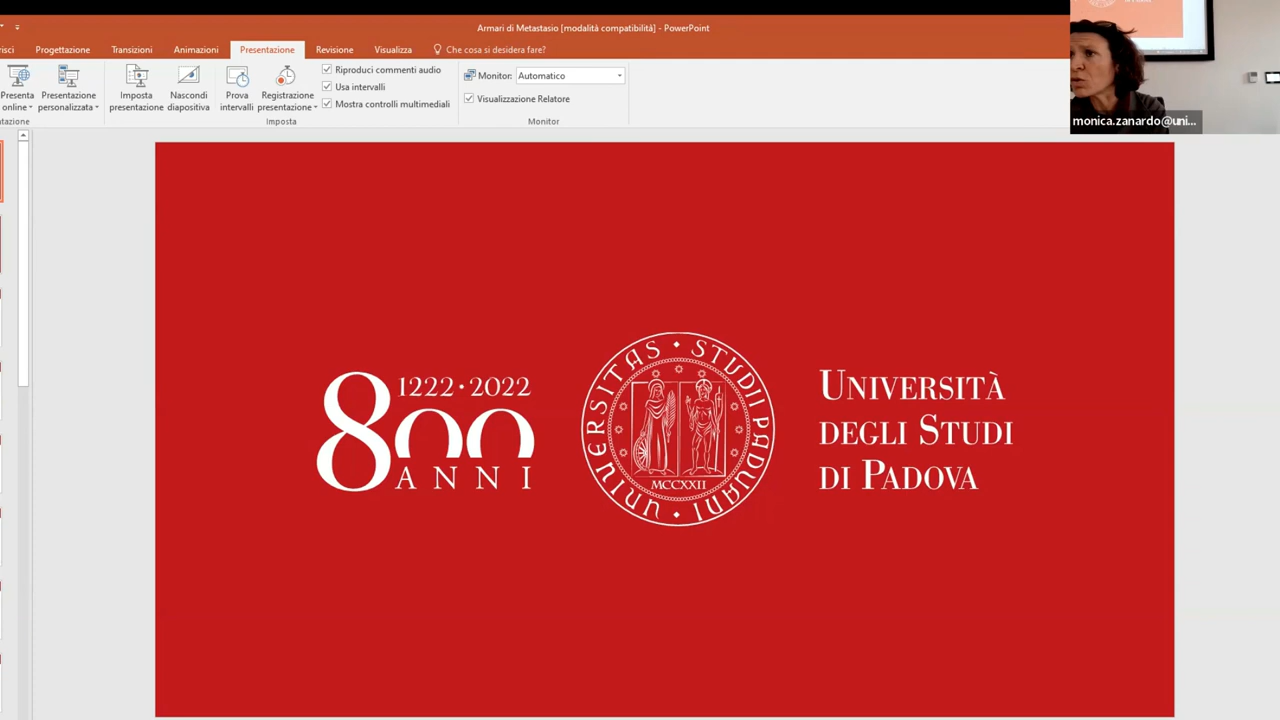 Armari di Metastasio [modalità compatibilità] - PowerPoint
risci Progettazione Transizioni Animazioni Presentazione Revisione Visualizza Che cosa si desidera fare?
Presenta online
Presentazione personalizzata
Imposta presentazione
Nascondi diapositiva
Prova intervalli
Registrazione presentazione
Riproduci commenti audio
Usa intervalli
Mostra controlli multimediali
Monitor: Automatico
Visualizzazione Relatore
ntazione
Imposta
Monitor
monica.zanardo@uni...
1222·2022
800
ANNI
UNIVERSITAS · STUDII PADUANI ·
MCCXXII
UNIVERSITÀ
DEGLI STUDI
DI PADOVA